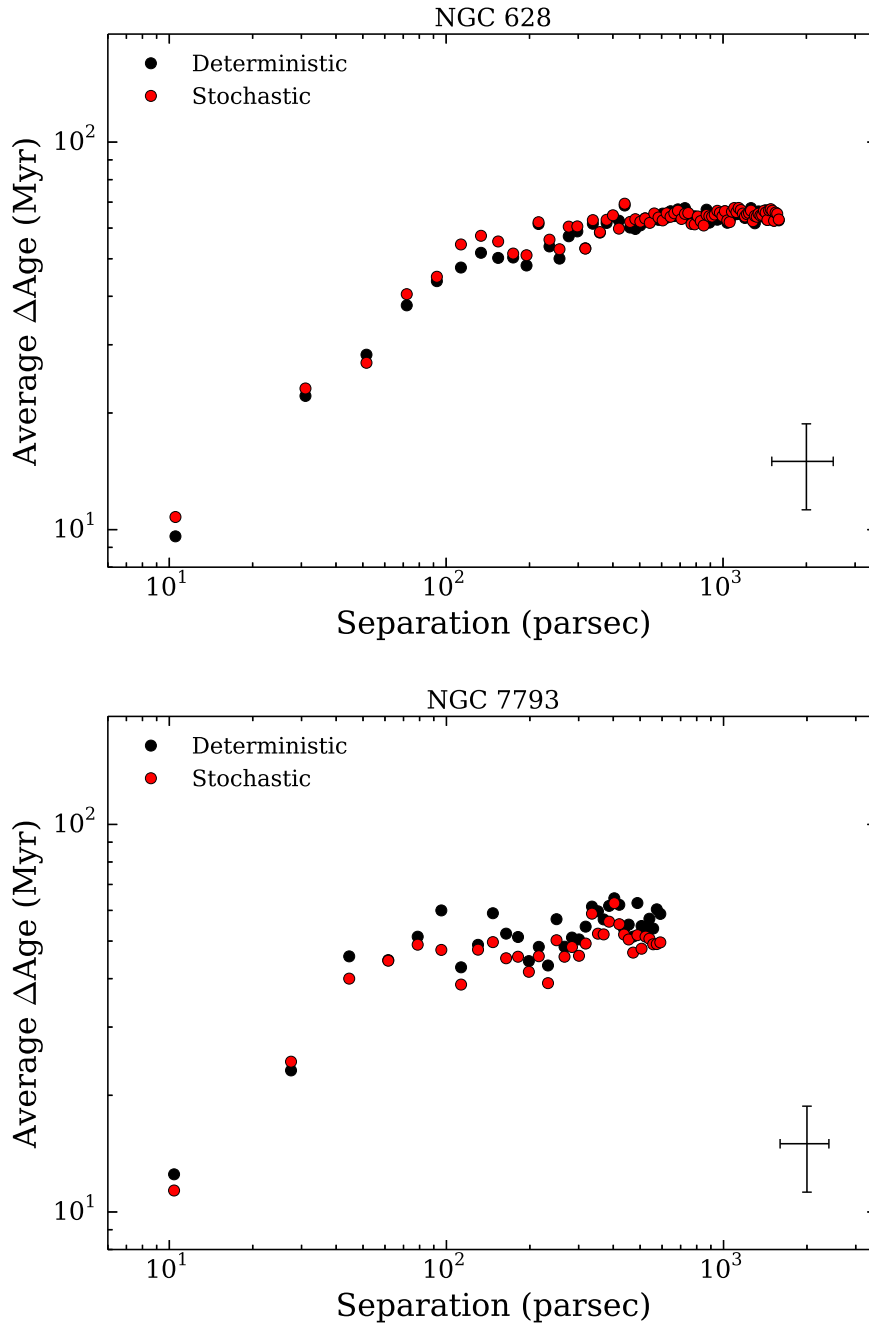 NGC 628
Deterministic
Stochastic
10²
10¹
Average ΔAge (Myr)
10¹ 10² 10³
Separation (parsec)
NGC 7793
Deterministic
Stochastic
10²
10¹
Average ΔAge (Myr)
10¹ 10² 10³
Separation (parsec)